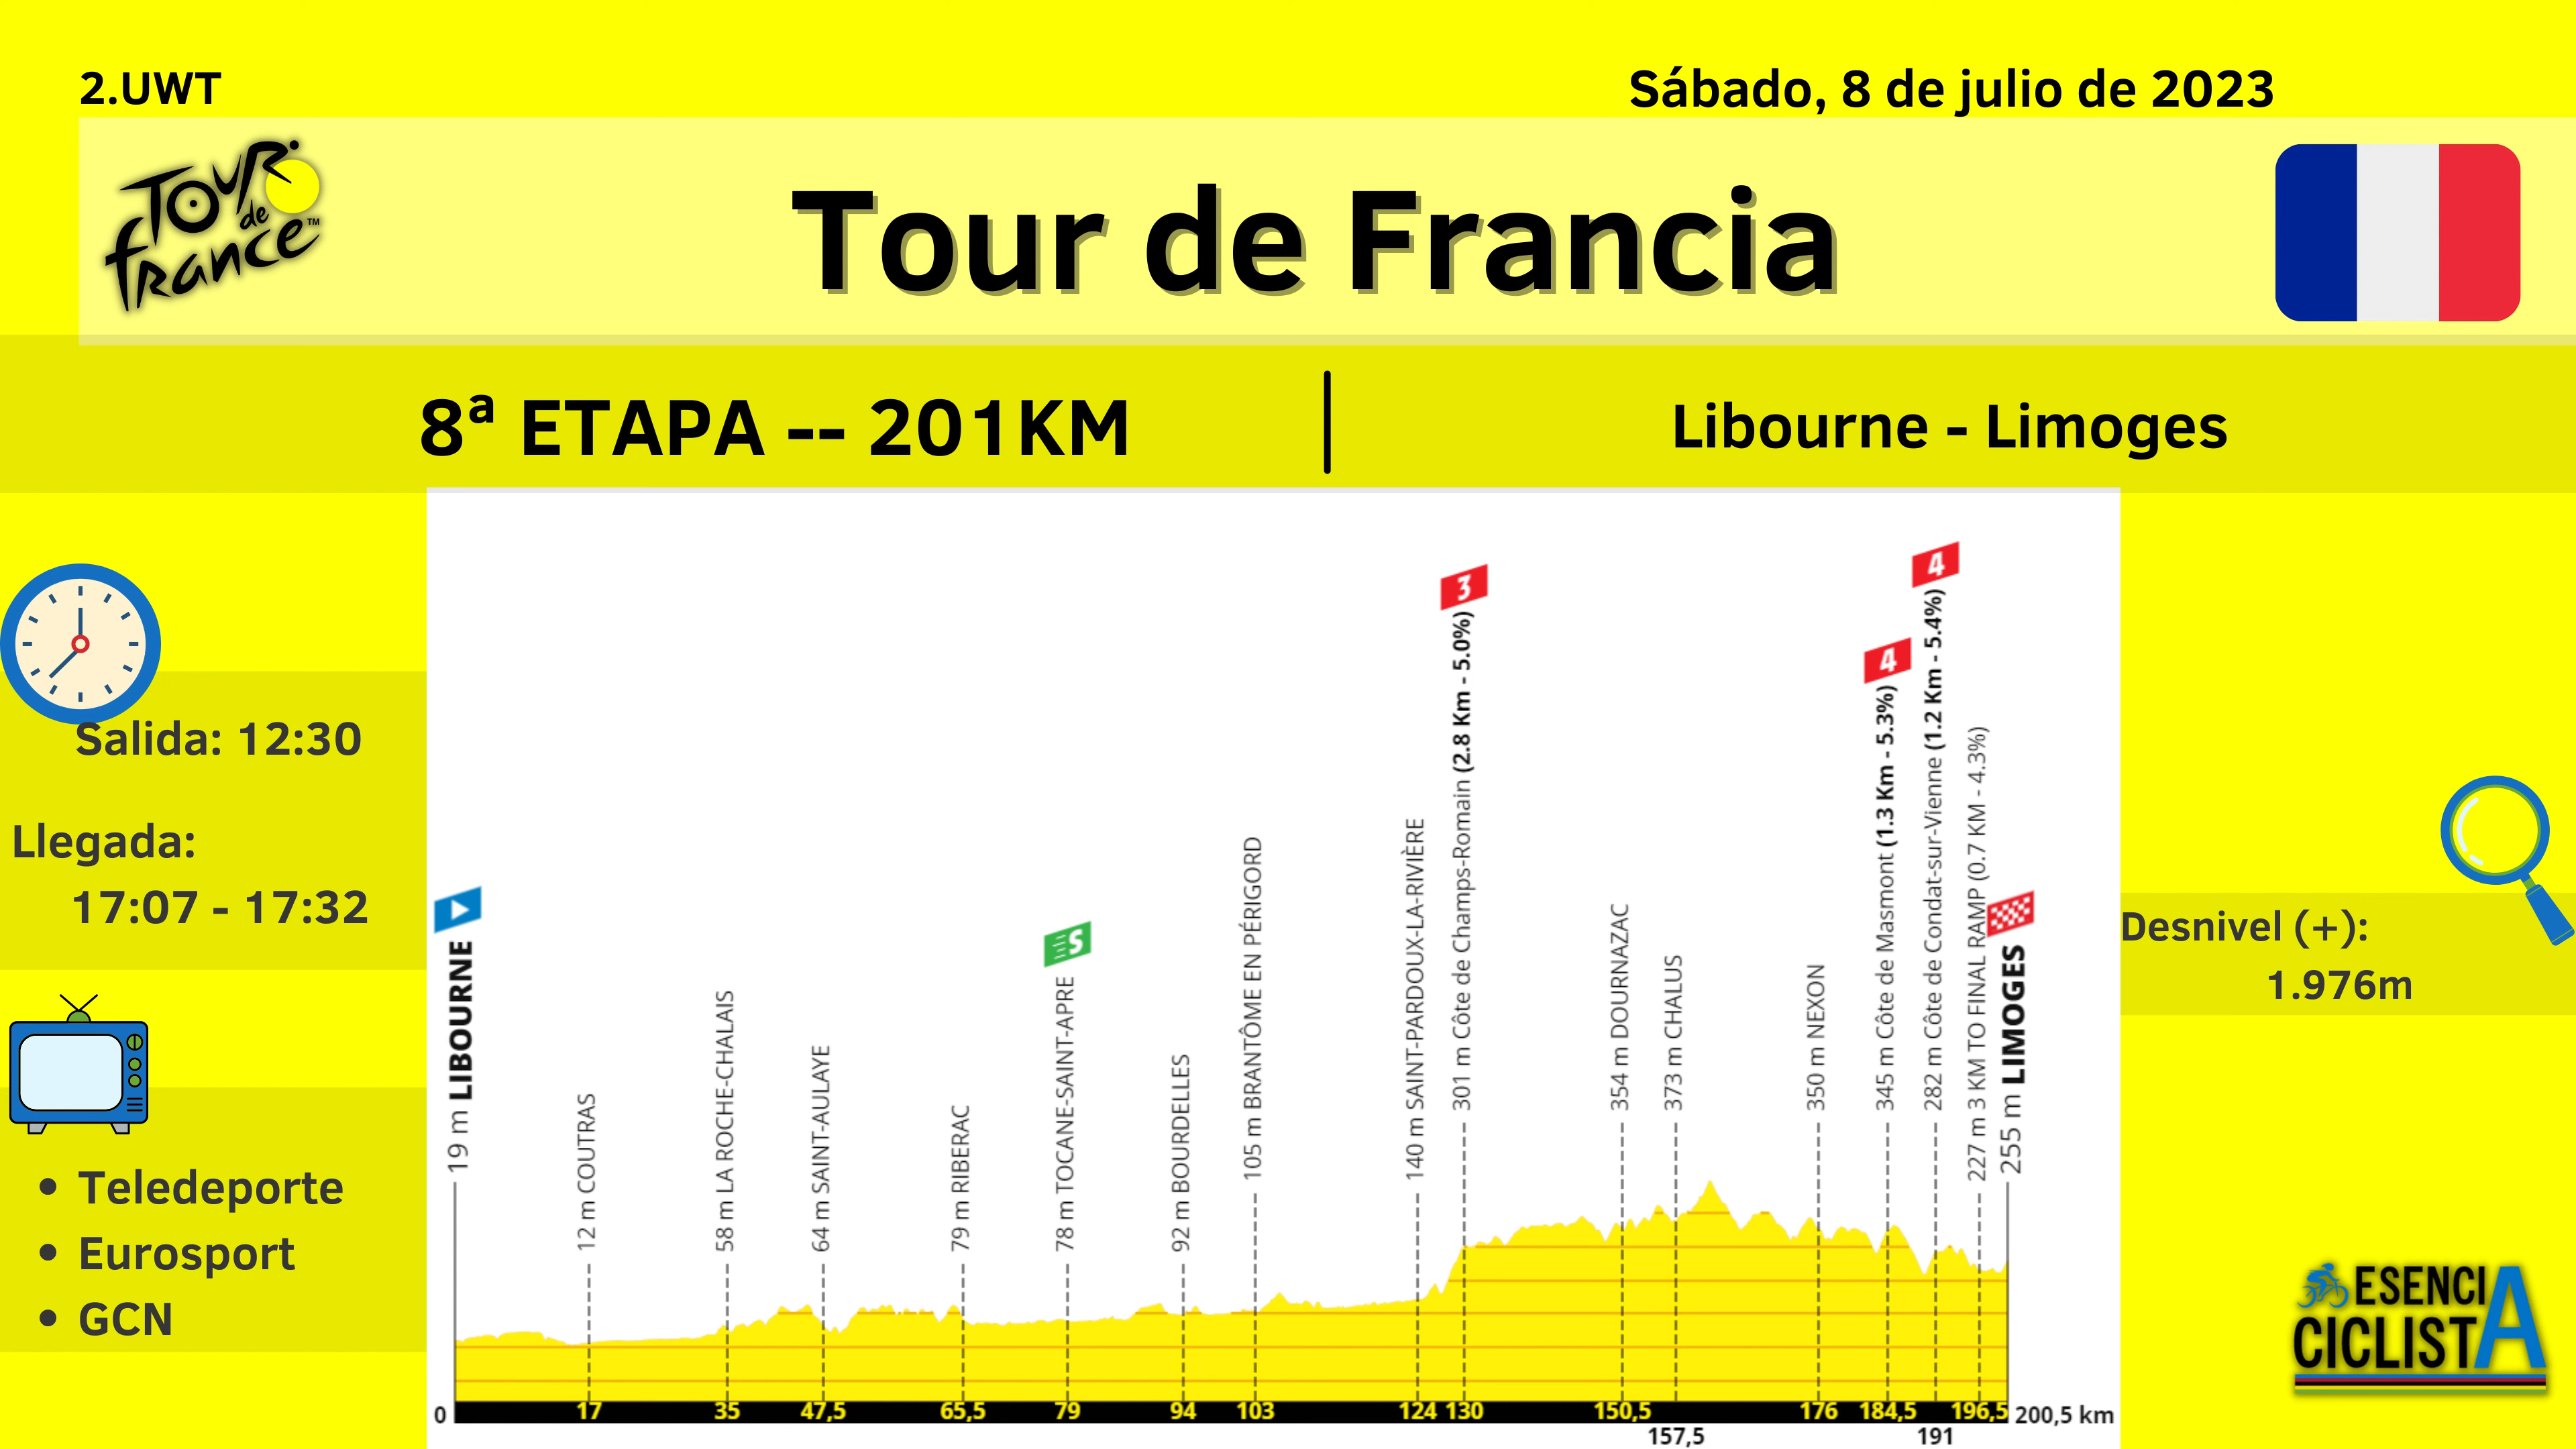 2.UWT
Sábado, 8 de julio de 2023
TOUR de france™
Tour de Francia
8ª ETAPA -- 201KM
Libourne - Limoges
Salida: 12:30
Llegada:
17:07 - 17:32
• Teledeporte
• Eurosport
• GCN
19 m LIBOURNE
12 m COUTRAS
58 m LA ROCHE-CHALAIS
64 m SAINT-AULAYE
79 m RIBERAC
S
78 m TOCANE-SAINT-APRE
92 m BOURDELLES
105 m BRANTÔME EN PÉRIGORD
140 m SAINT-PARDOUX-LA-RIVIÈRE
3
301 m Côte de Champs-Romain (2.8 Km - 5.0%)
354 m DOURNAZAC
373 m CHALUS
350 m NEXON
4
345 m Côte de Masmont (1.3 Km - 5.3%)
4
282 m Côte de Condat-sur-Vienne (1.2 Km - 5.4%)
227 m 3 KM TO FINAL RAMP (0.7 KM - 4.3%)
255 m LIMOGES
0 17 35 47,5 65,5 79 94 103 124 130 150,5 176 184,5 196,5 200,5 km
157,5 191
Desnivel (+):
1.976m
ESENCIA
CICLISTA